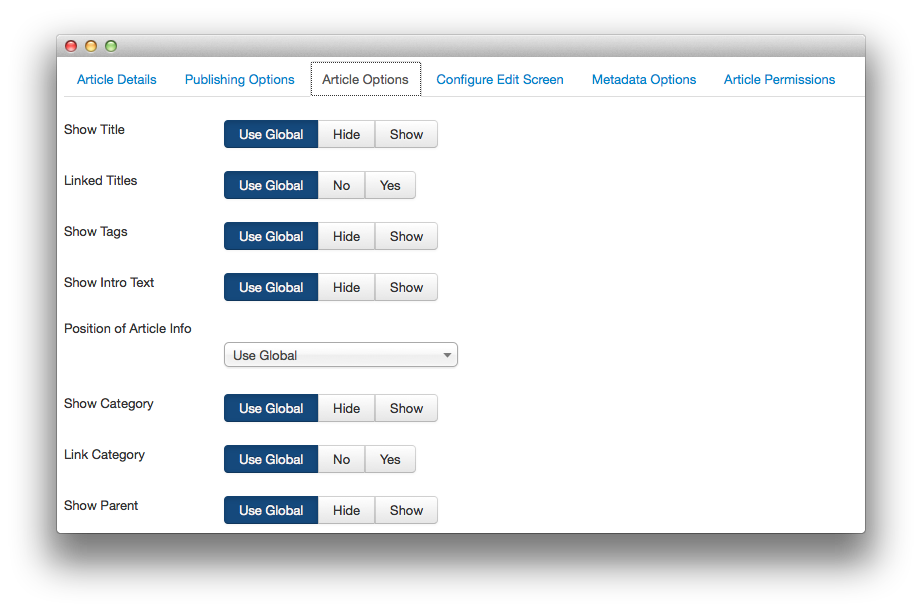 Article Details Publishing Options Article Options Configure Edit Screen Metadata Options Article Permissions
Show Title Use Global Hide Show
Linked Titles Use Global No Yes
Show Tags Use Global Hide Show
Show Intro Text Use Global Hide Show
Position of Article Info
Use Global
Show Category Use Global Hide Show
Link Category Use Global No Yes
Show Parent Use Global Hide Show